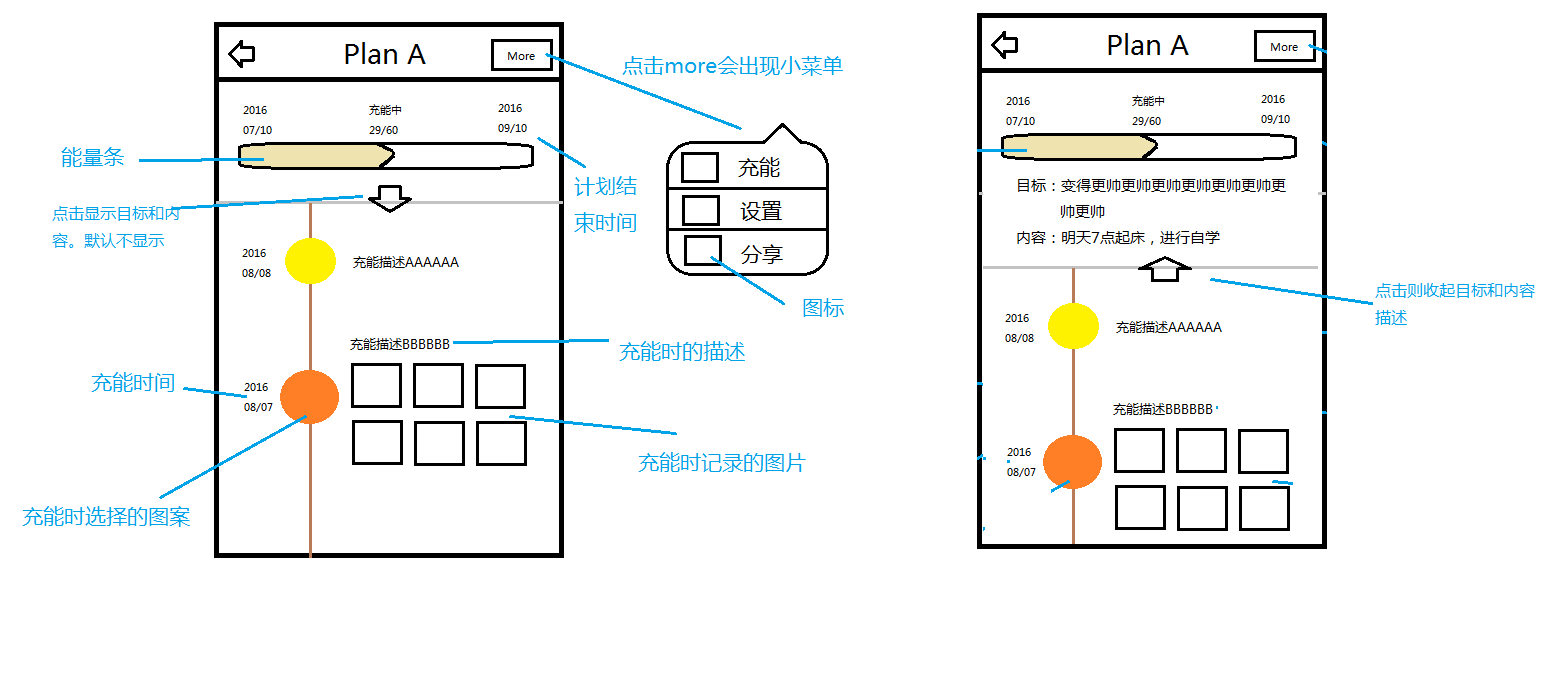 Plan A
More
点击more会出现小菜单
2016
07/10
充能中
29/60
2016
09/10
能量条
计划结
束时间
点击显示目标和内
容。默认不显示
充能
设置
分享
图标
2016
08/08
充能描述AAAAAA
充能描述BBBBBB
充能时的描述
充能时间
2016
08/07
充能时记录的图片
充能时选择的图案
Plan A
More
2016
07/10
充能中
29/60
2016
09/10
目标：变得更帅更帅更帅更帅更帅更帅更帅更
帅更帅
内容：明天7点起床，进行自学
点击则收起目标和内容
描述
2016
08/08
充能描述AAAAAA
充能描述BBBBBB
2016
08/07